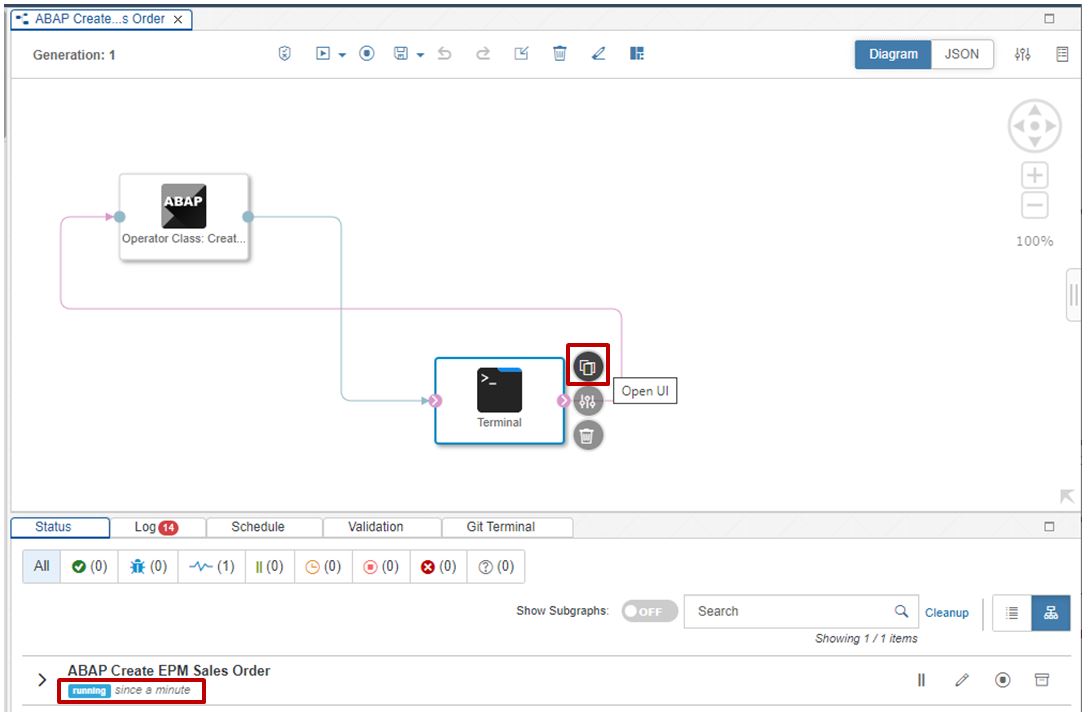 ABAP Create...s Order
Generation: 1
Diagram JSON
100%
ABAP
Operator Class: Creat...
>_
Terminal
Open UI
Status Log 14 Schedule Validation Git Terminal
All (0) (0) (1) (0) (0) (0) (0) (0)
Show Subgraphs: OFF Search Cleanup
Showing 1 / 1 items
ABAP Create EPM Sales Order
running since a minute